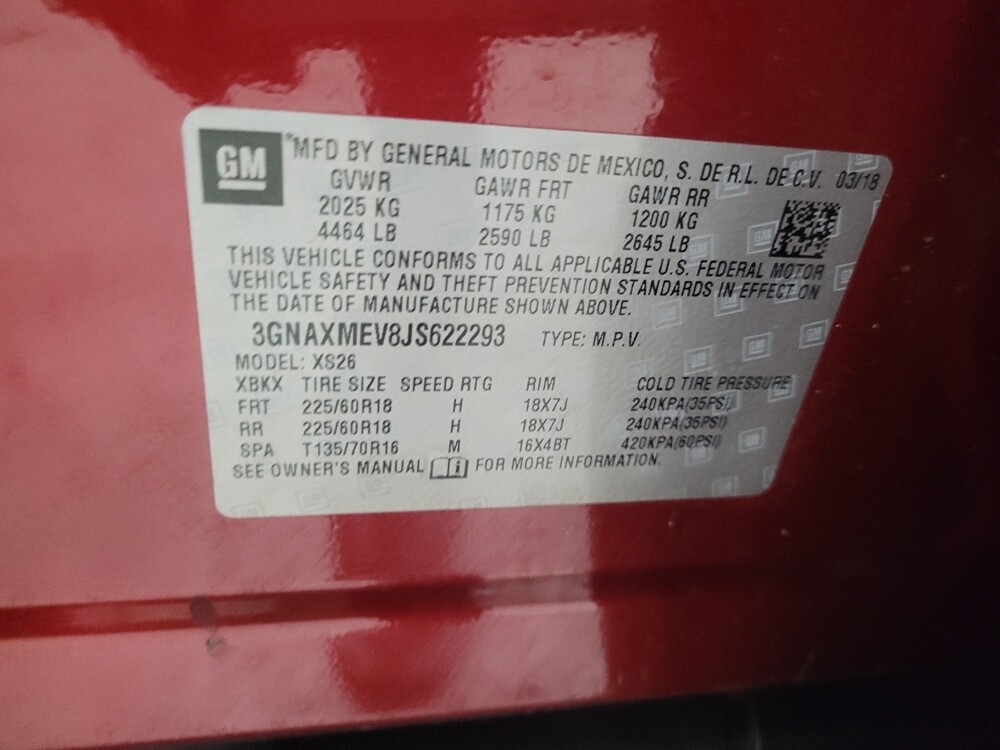 GM
*MFD BY GENERAL MOTORS DE MEXICO, S. DE R.L. DE C.V. 03/18
GVWR GAWR FRT GAWR RR
2025 KG 1175 KG 1200 KG
4464 LB 2590 LB 2645 LB
THIS VEHICLE CONFORMS TO ALL APPLICABLE U.S. FEDERAL MOTOR
VEHICLE SAFETY AND THEFT PREVENTION STANDARDS IN EFFECT ON
THE DATE OF MANUFACTURE SHOWN ABOVE.
3GNAXMEV8JS622293 TYPE: M.P.V.
MODEL: XS26
XBKX TIRE SIZE SPEED RTG RIM COLD TIRE PRESSURE
FRT 225/60R18 H 18X7J 240KPA(35PSI)
RR 225/60R18 H 18X7J 240KPA(35PSI)
SPA T135/70R16 M 16X4BT 420KPA(60PSI)
SEE OWNER'S MANUAL i FOR MORE INFORMATION.